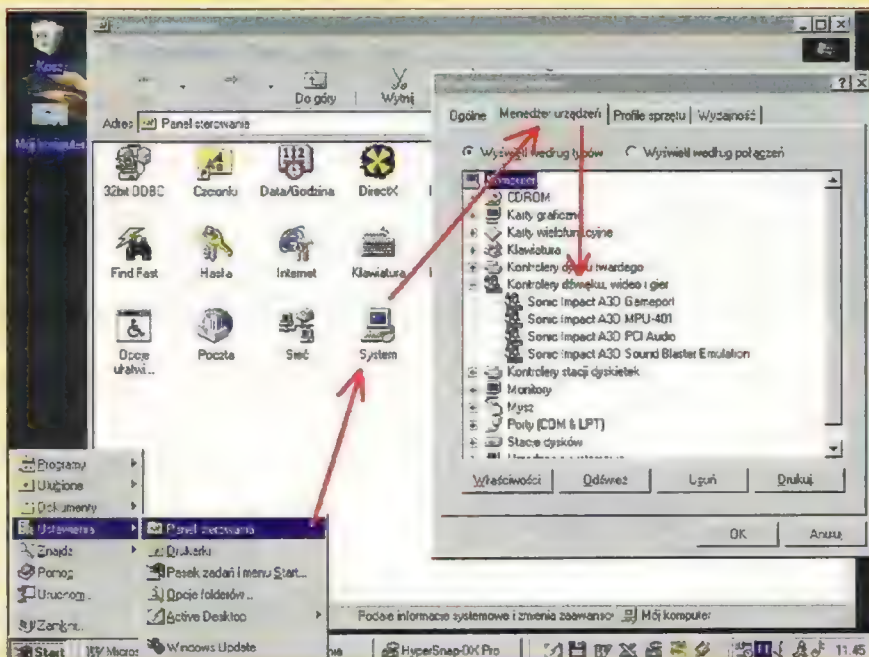 Kosz
Mój komputer
Do góry
Wytnij
Adres
Panel sterowania
32bit ODBC
Czcionki
Data/Godzina
DirectX
Find Fast
Hasła
Internet
Klawiatura
Opcje
ułatwi...
Poczta
Sieć
System
Ogólne
Menedżer urządzeń
Profile sprzętu
Wydajność
Wyświetl według typów
Wyświetl według połączeń
Komputer
CDROM
Karty graficzne
Karty wielofunkcyjne
Klawiatura
Kontrolery dysku twardego
Kontrolery dźwięku, wideo i gier
Sonic Impact A3D Gameport
Sonic Impact A3D MPU-401
Sonic Impact A3D PCI Audio
Sonic Impact A3D Sound Blaster Emulation
Kontrolery stacji dyskietek
Monitory
Mysz
Porty (COM & LPT)
Stacje dysków
Właściwości
Odśwież
Usuń
Drukuj
OK
Anuluj
Programy
Ulubione
Dokumenty
Ustawienia
Znajdź
Pomoc
Uruchom...
Zamknij...
Panel sterowania
Drukarki
Pasek zadań i menu Start...
Opcje folderów...
Active Desktop
Windows Update
Podaje informacje systemowe i zmienia zaawansow
Mój komputer
Start
Micros
HyperSnap-DX Pro
11:45